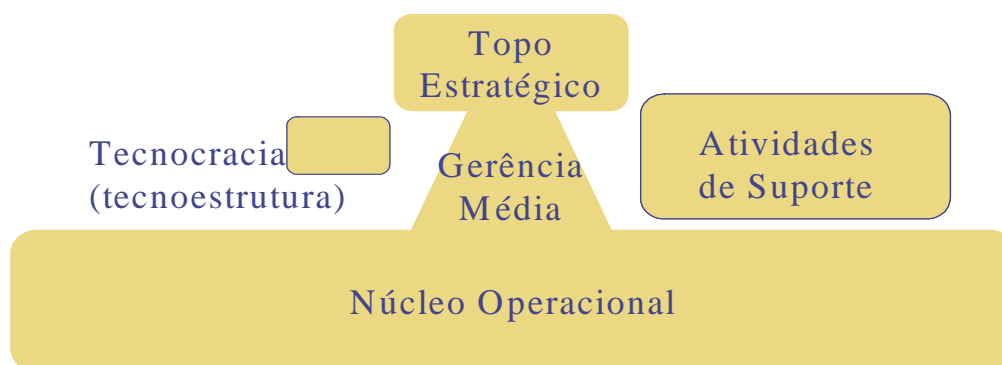 Topo
Estratégico
Tecnocracia
(tecnoestrutura)
Gerência
Média
Atividades
de Suporte
Núcleo Operacional